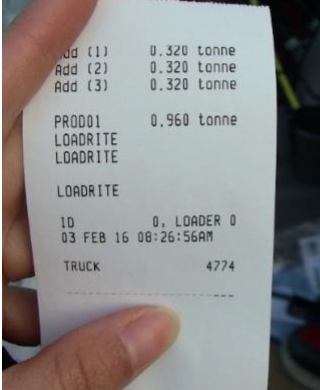 Add (1) 0.320 tonne
Add (2) 0.320 tonne
Add (3) 0.320 tonne
PROD01 0.960 tonne
LOADRITE
LOADRITE
LOADRITE
ID 0, LOADER 0
03 FEB 16 08:26:56AM
TRUCK 4774